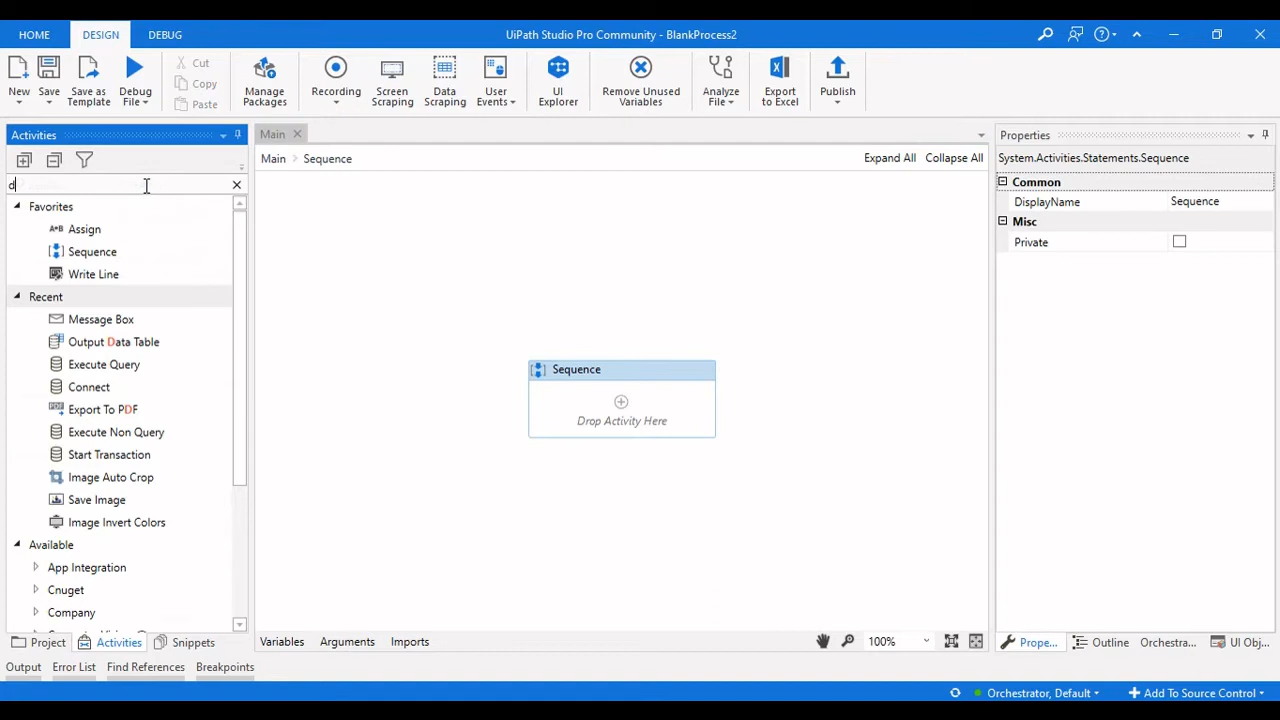 HOME DESIGN DEBUG UiPath Studio Pro Community - BlankProcess2
New Save Save as Template Debug File Cut Copy Paste Manage Packages Recording Screen Scraping Data Scraping User Events UI Explorer Remove Unused Variables Analyze File Export to Excel Publish
Activities
Main
Properties
Main > Sequence
Expand All Collapse All
System.Activities.Statements.Sequence
d
Common
DisplayName Sequence
Misc
Private
Favorites
Assign
Sequence
Write Line
Recent
Message Box
Output Data Table
Execute Query
Connect
Export To PDF
Execute Non Query
Start Transaction
Image Auto Crop
Save Image
Image Invert Colors
Available
App Integration
Cnuget
Company
Sequence
Drop Activity Here
Project Activities Snippets
Variables Arguments Imports
100%
Prope... Outline Orchestra... UI Obj...
Output Error List Find References Breakpoints
Orchestrator, Default Add To Source Control